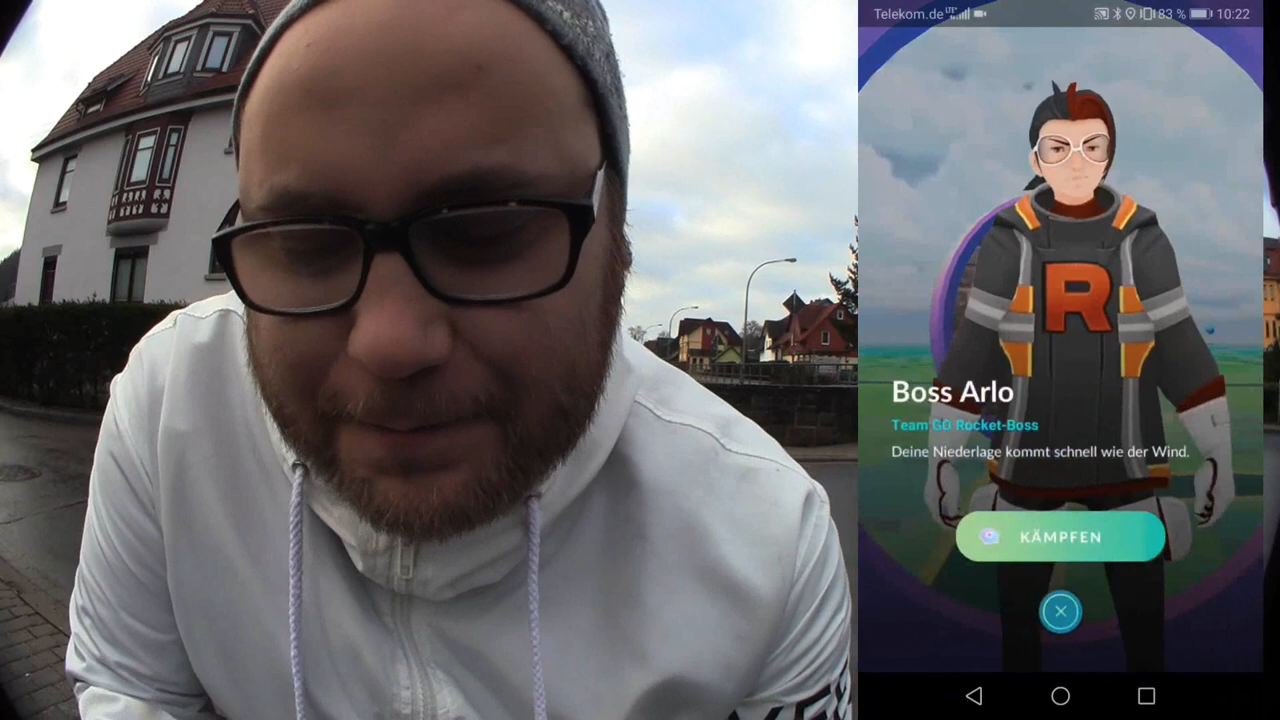 Telekom.de 83 % 10:22
R
Boss Arlo
Team GO Rocket-Boss
Deine Niederlage kommt schnell wie der Wind.
KÄMPFEN